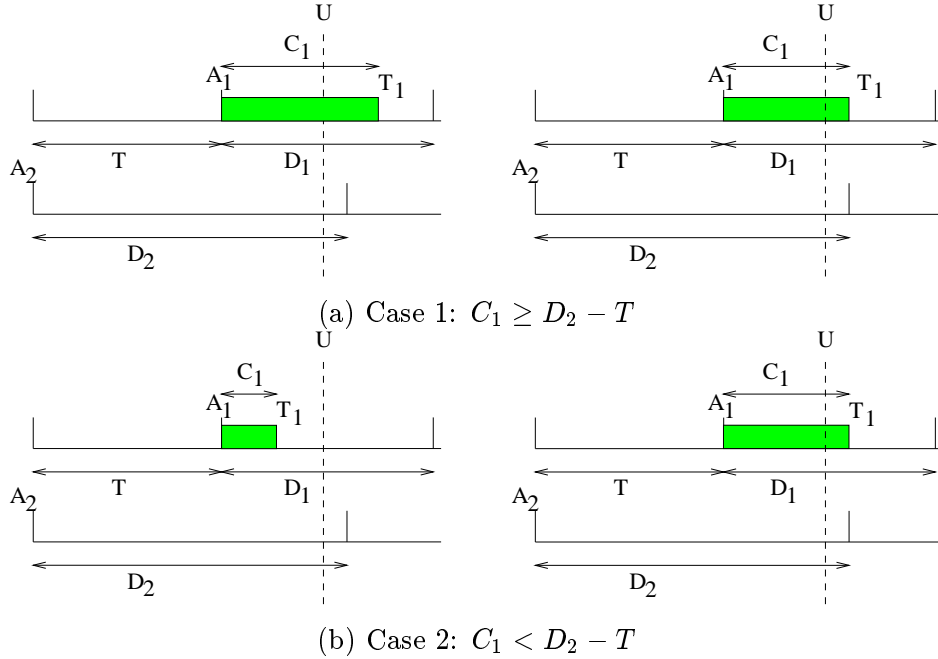 U U
C1 C1
A1 T1 A1 T1
T D1 T D1
A2 A2
D2 D2
(a) Case 1: C1 ≥ D2 − T
U U
C1 C1
A1 T1 A1 T1
T D1 T D1
A2 A2
D2 D2
(b) Case 2: C1 < D2 − T